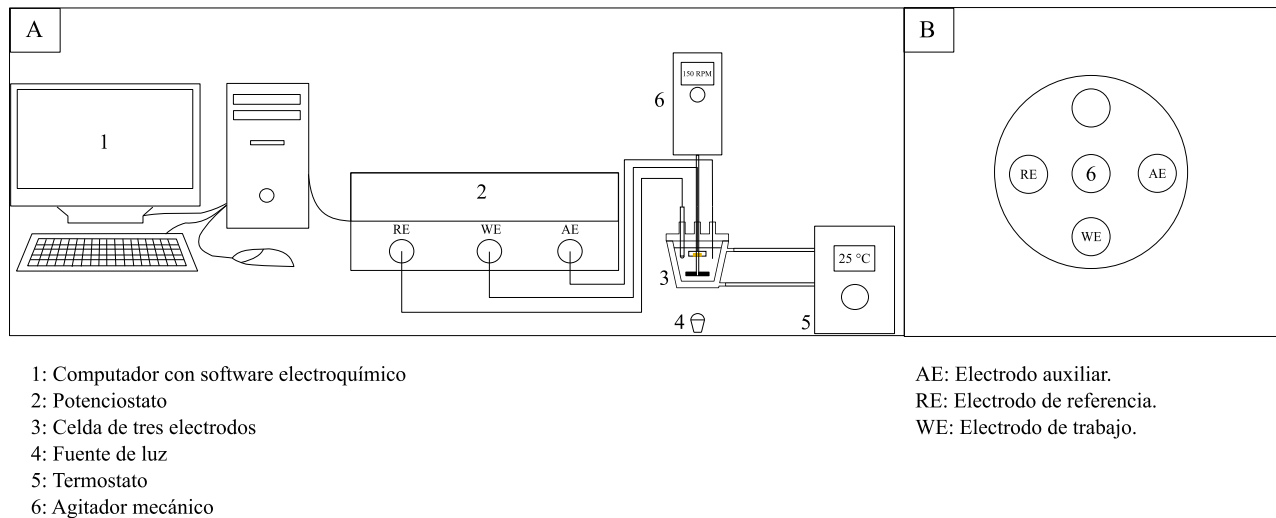 A
B
1
150 RPM
6
2
RE
WE
AE
3
25 °C
4
5
RE
6
AE
WE
1: Computador con software electroquímico
2: Potenciostato
3: Celda de tres electrodos
4: Fuente de luz
5: Termostato
6: Agitador mecánico
AE: Electrodo auxiliar.
RE: Electrodo de referencia.
WE: Electrodo de trabajo.